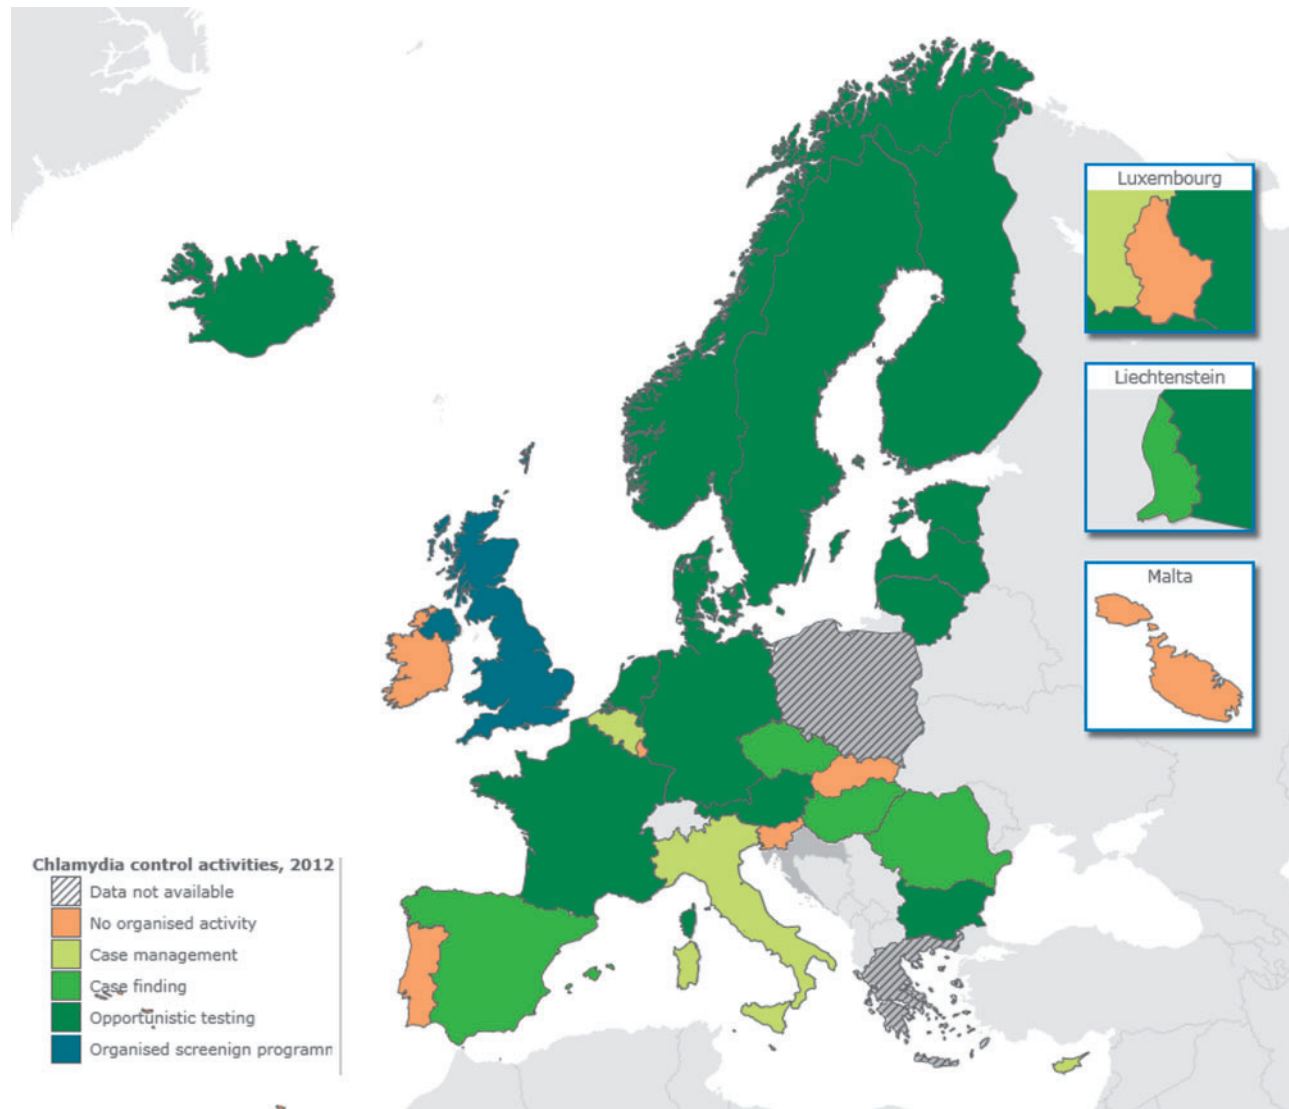 Luxembourg
Liechtenstein
Malta
Chlamydia control activities, 2012
Data not available
No organised activity
Case management
Case finding
Opportunistic testing
Organised screenign programm